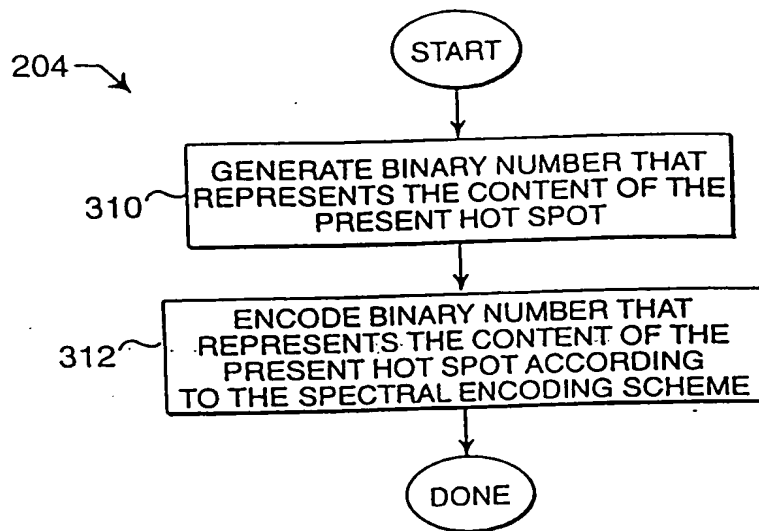 START
204
GENERATE BINARY NUMBER THAT
REPRESENTS THE CONTENT OF THE
PRESENT HOT SPOT
310
ENCODE BINARY NUMBER THAT
REPRESENTS THE CONTENT OF THE
PRESENT HOT SPOT ACCORDING
TO THE SPECTRAL ENCODING SCHEME
312
DONE